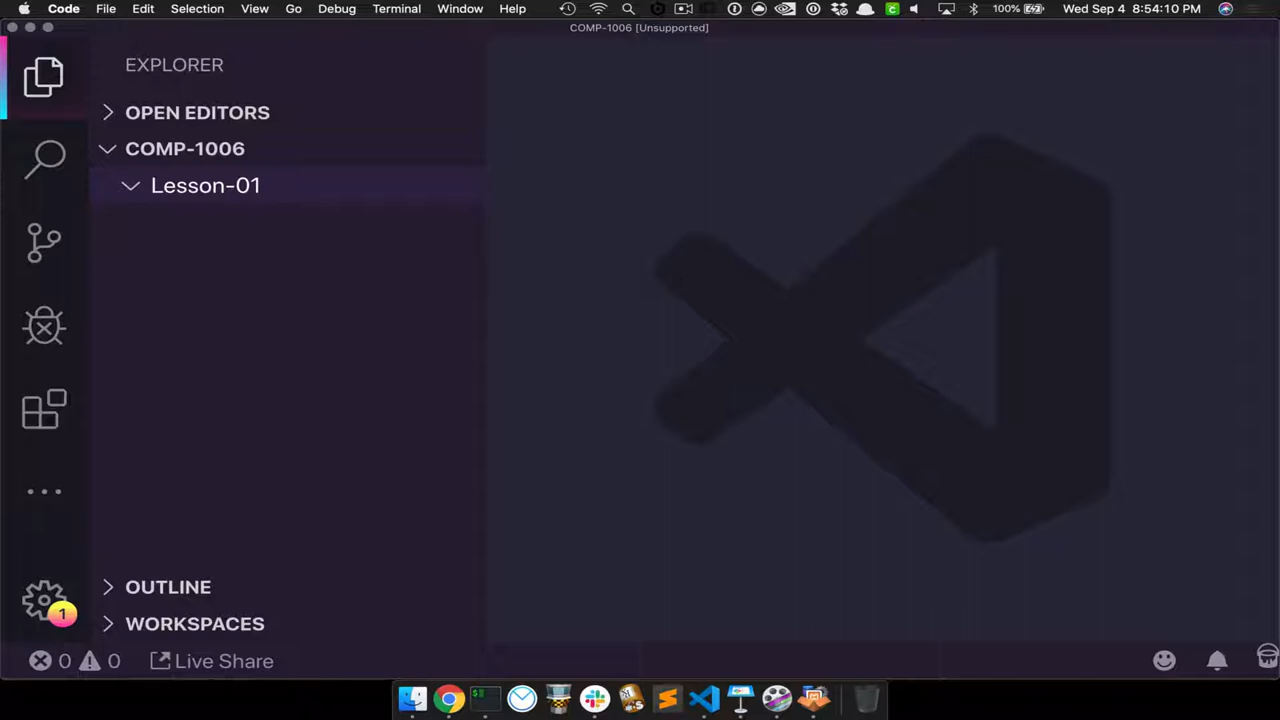 Code File Edit Selection View Go Debug Terminal Window Help 100% Wed Sep 4 8:54:10 PM
COMP-1006 [Unsupported]
EXPLORER
OPEN EDITORS
COMP-1006
Lesson-01
OUTLINE
WORKSPACES
1
0 0 Live Share